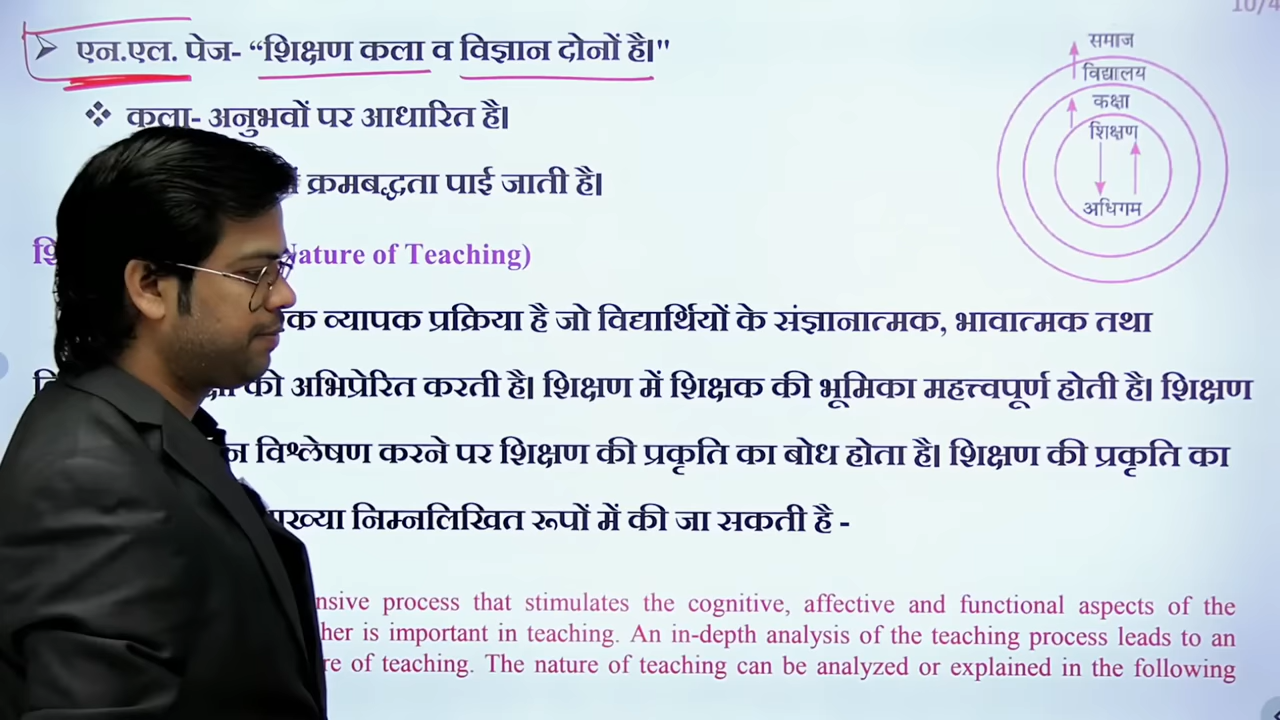 10/4
➤ एन.एल. पेज- “शिक्षण कला व विज्ञान दोनों है।"
❖ कला- अनुभवों पर आधारित है।
क्रमबद्धता पाई जाती है।
समाज
विद्यालय
कक्षा
शिक्षण
अधिगम
Nature of Teaching)
व्यापक प्रक्रिया है जो विद्यार्थियों के संज्ञानात्मक, भावात्मक तथा
को अभिप्रेरित करती है। शिक्षण में शिक्षक की भूमिका महत्त्वपूर्ण होती है। शिक्षण
विश्लेषण करने पर शिक्षण की प्रकृति का बोध होता है। शिक्षण की प्रकृति का
निम्नलिखित रूपों में की जा सकती है -
process that stimulates the cognitive, affective and functional aspects of the
is important in teaching. An in-depth analysis of the teaching process leads to an
of teaching. The nature of teaching can be analyzed or explained in the following